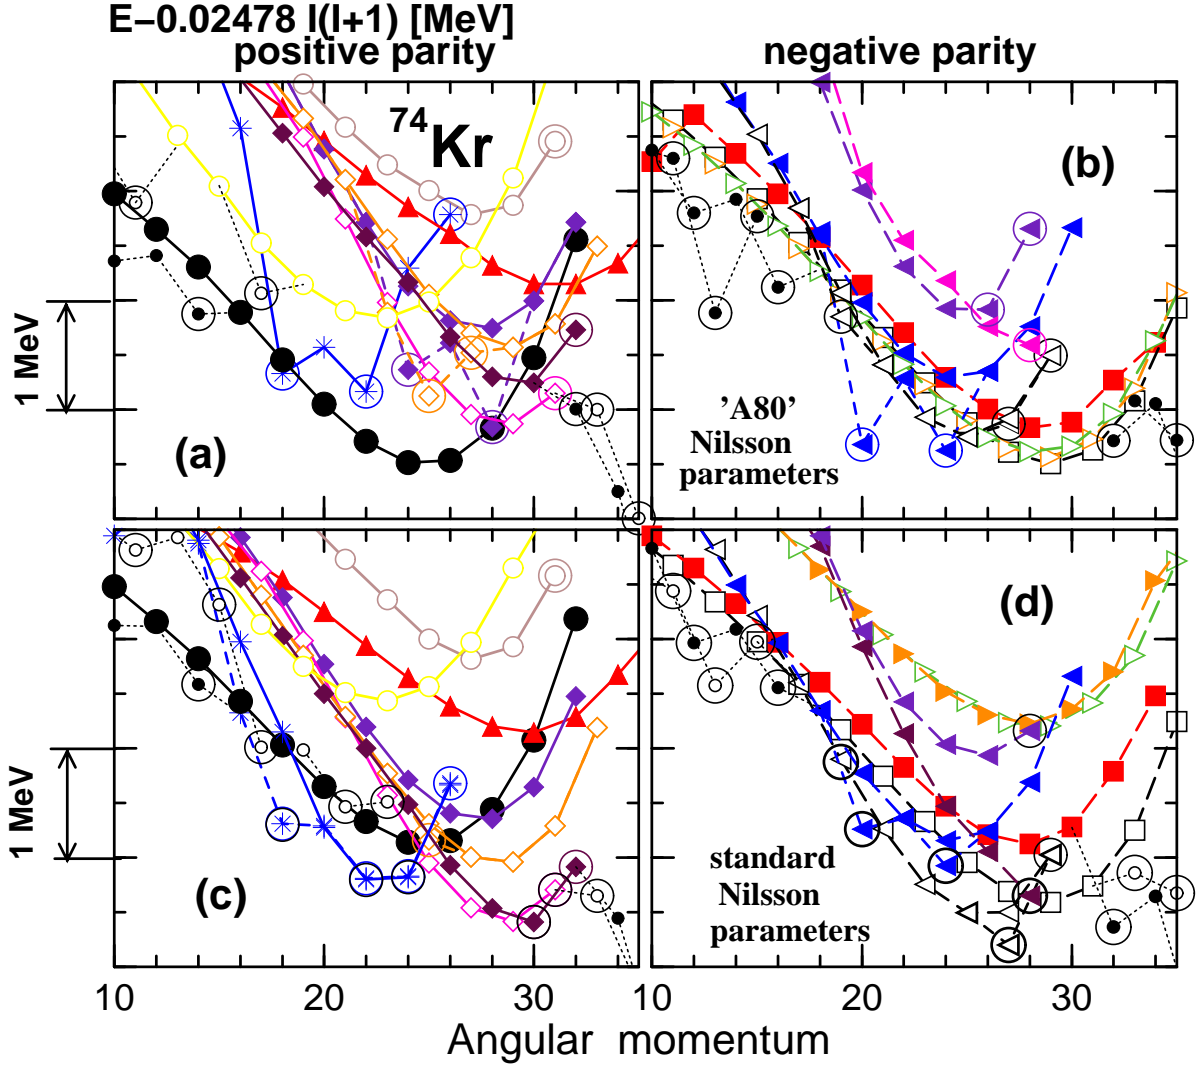 E−0.02478 I(I+1) [MeV]
positive parity
negative parity
74Kr
(a)
(b)
1 MeV
'A80'
Nilsson
parameters
(c)
(d)
1 MeV
standard
Nilsson
parameters
10 20 30 10 20 30
Angular momentum